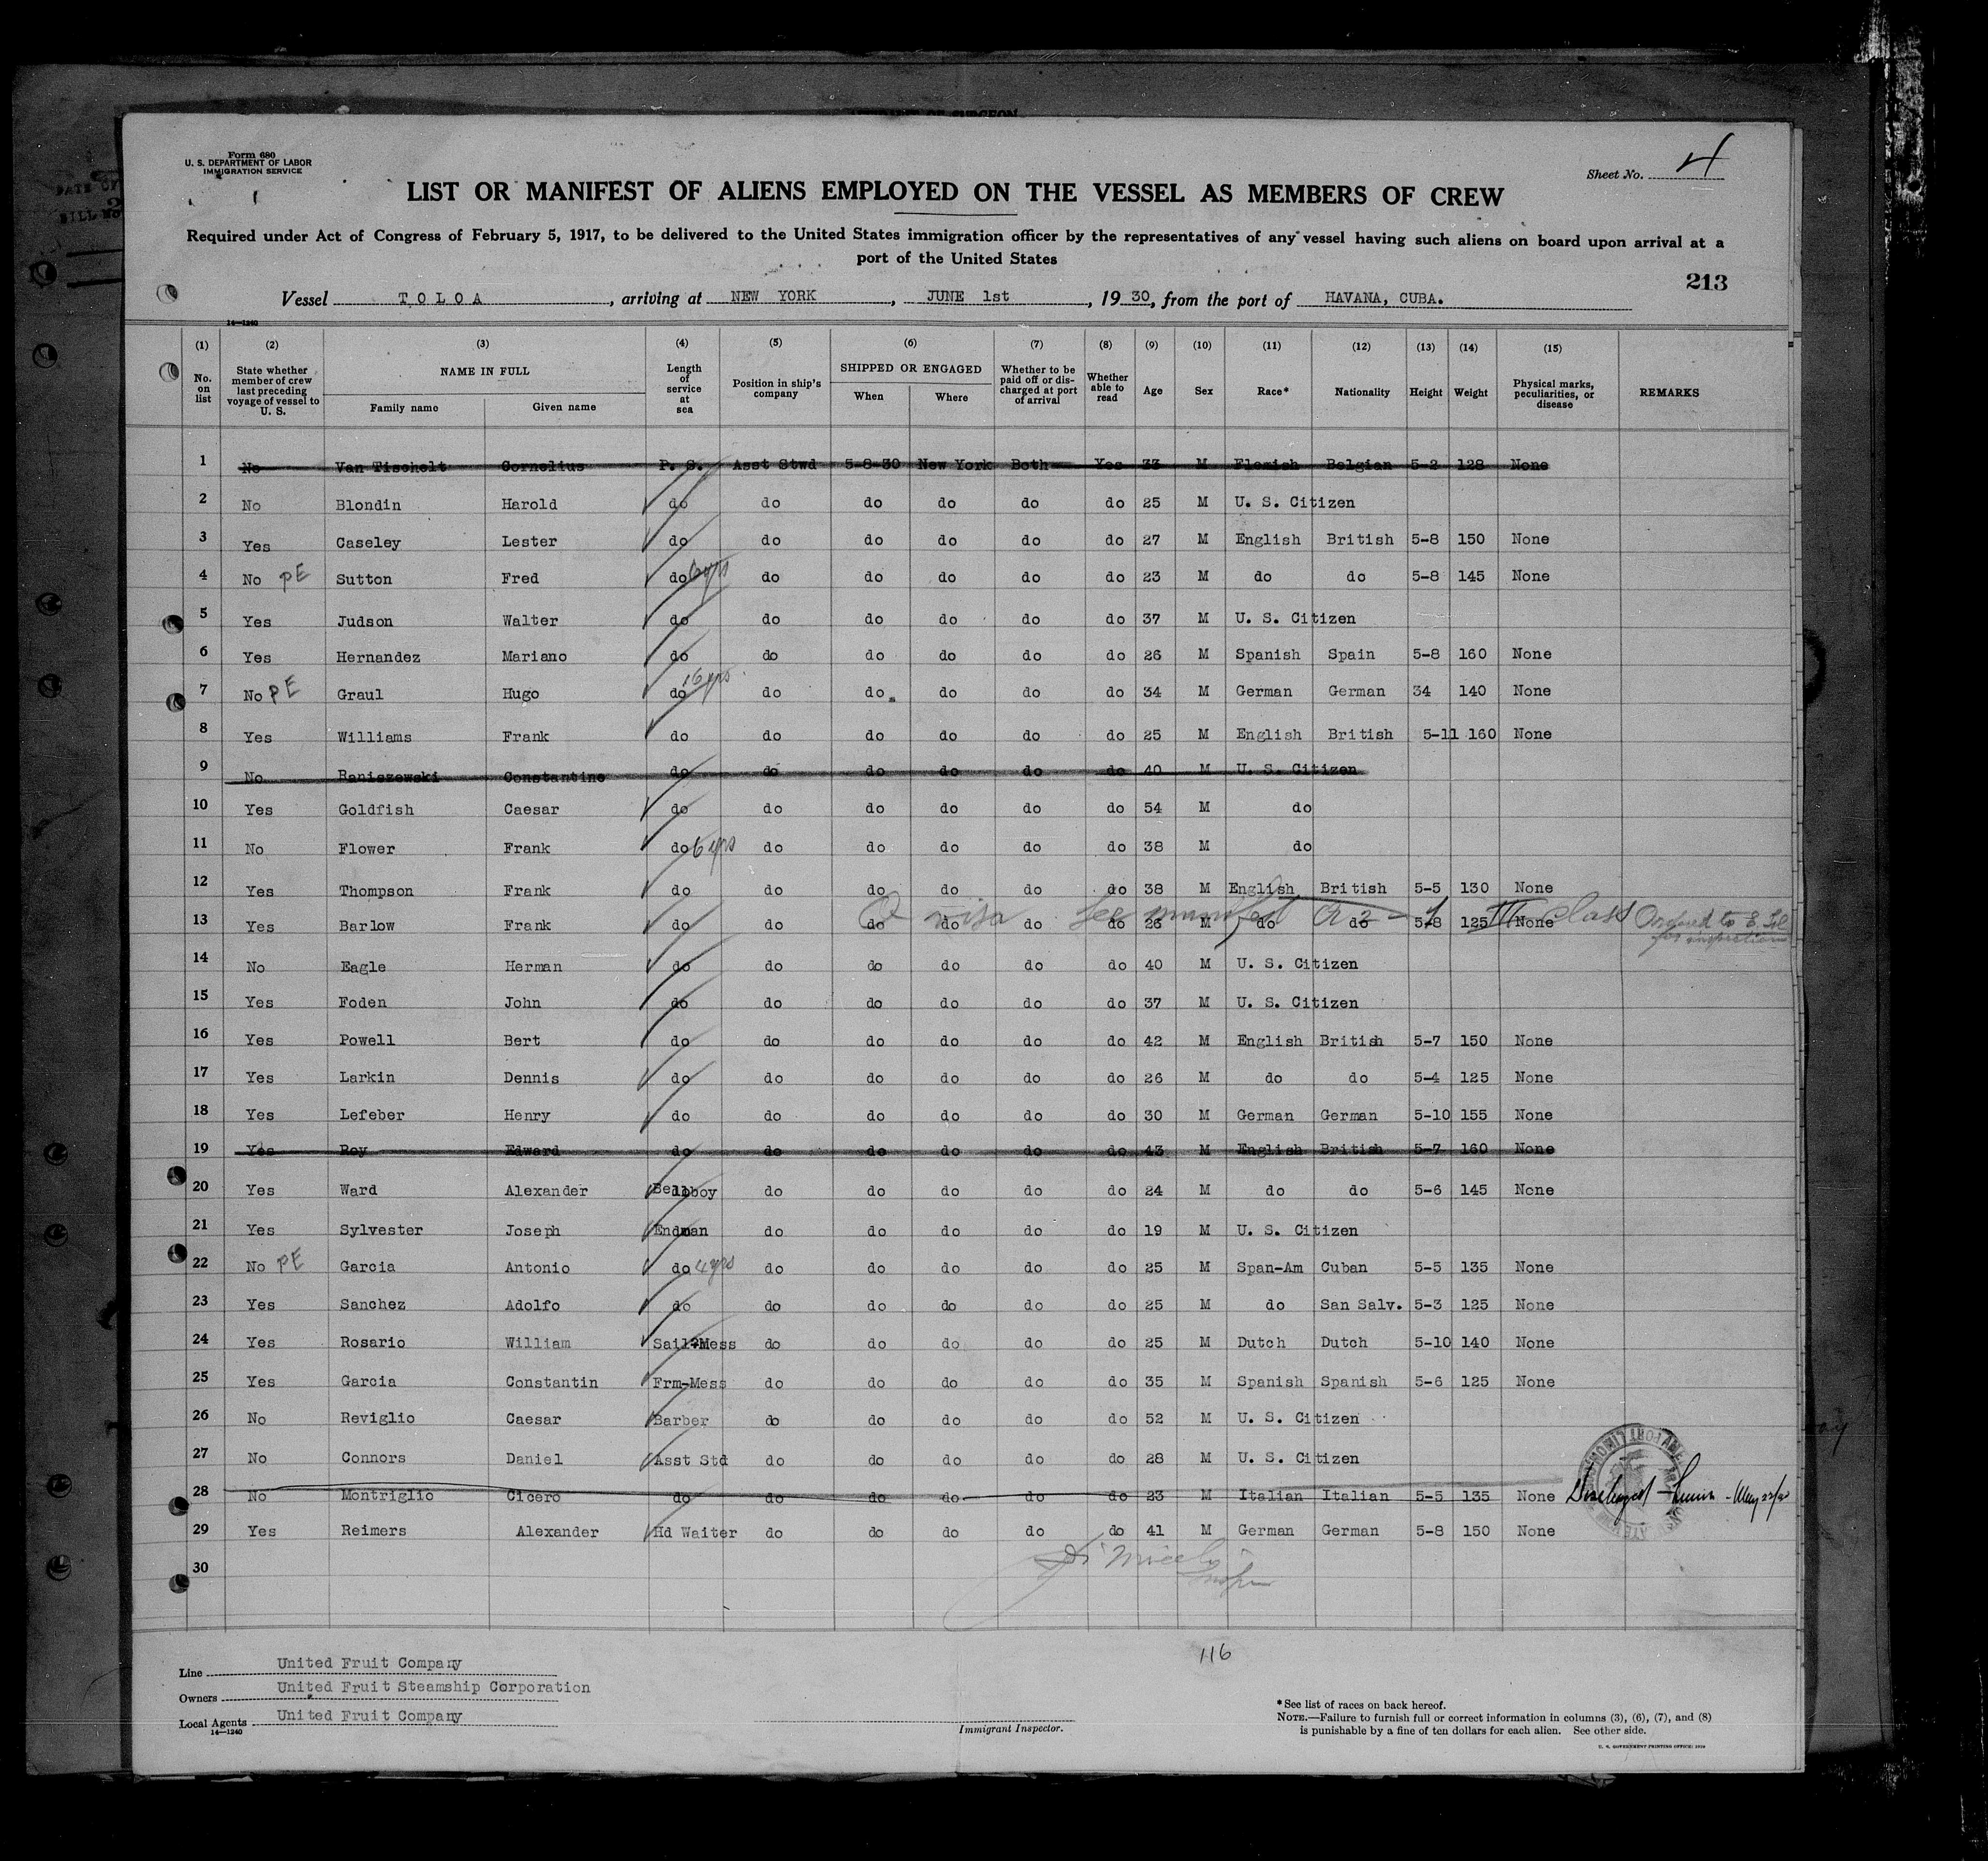 Form 680
U. S. DEPARTMENT OF LABOR
IMMIGRATION SERVICE
Sheet No. 4
LIST OR MANIFEST OF ALIENS EMPLOYED ON THE VESSEL AS MEMBERS OF CREW
Required under Act of Congress of February 5, 1917, to be delivered to the United States immigration officer by the representatives of any vessel having such aliens on board upon arrival at a
port of the United States
213
Vessel TOLOA, arriving at NEW YORK, JUNE 1st, 1930, from the port of HAVANA, CUBA.
14—1240
(1) (2) (3) (4) (5) (6) (7) (8) (9) (10) (11) (12) (13) (14) (15)
No. on list State whether member of crew last preceding voyage of vessel to U. S. NAME IN FULL Family name Given name Length of service at sea Position in ship's company SHIPPED OR ENGAGED When Where Whether to be paid off or discharged at port of arrival Whether able to read Age Sex Race* Nationality Height Weight Physical marks, peculiarities, or disease REMARKS
1 No Van Tischelt Cornelius P. S. Asst Stwd 5-8-30 New York Both Yes 33 M Flemish Belgian 5-2 128 None
2 No Blondin Harold do do do do do do 25 M U. S. Citizen
3 Yes Caseley Lester do do do do do do 27 M English British 5-8 150 None
4 No PE Sutton Fred do 6yrs do do do do do 23 M do do 5-8 145 None
5 Yes Judson Walter do do do do do do 37 M U. S. Citizen
6 Yes Hernandez Mariano do do do do do do 26 M Spanish Spain 5-8 160 None
7 No PE Graul Hugo do 16yrs do do do do do 34 M German German 34 140 None
8 Yes Williams Frank do do do do do do 25 M English British 5-11 160 None
9 No Raniszewski Constantine do do do do do do 40 M U. S. Citizen
10 Yes Goldfish Caesar do do do do do do 54 M do
11 No Flower Frank do 6yrs do do do do do 38 M do
12 Yes Thompson Frank do do do do do do 38 M English British 5-5 130 None
visa See manifest III Class
13 Yes Barlow Frank do do do do do do 26 M do do 5-8 125 None Ordered to E. Isl for inspection
14 No Eagle Herman do do do do do do 40 M U. S. Citizen
15 Yes Foden John do do do do do do 37 M U. S. Citizen
16 Yes Powell Bert do do do do do do 42 M English British 5-7 150 None
17 Yes Larkin Dennis do do do do do do 26 M do do 5-4 125 None
18 Yes Lefeber Henry do do do do do do 30 M German German 5-10 155 None
19 Yes Roy Edward do do do do do do 43 M English British 5-7 160 None
20 Yes Ward Alexander Bellboy do do do do do 24 M do do 5-6 145 None
21 Yes Sylvester Joseph Endman do do do do do 19 M U. S. Citizen
22 No PE Garcia Antonio do 4yrs do do do do do 25 M Span-Am Cuban 5-5 135 None
23 Yes Sanchez Adolfo do do do do do do 25 M do San Salv. 5-3 125 None
24 Yes Rosario William Sail-Mess do do do do do 25 M Dutch Dutch 5-10 140 None
25 Yes Garcia Constantin Frm-Mess do do do do do 35 M Spanish Spanish 5-6 125 None
26 No Reviglio Caesar Barber do do do do do 52 M U. S. Citizen
27 No Connors Daniel Asst Std do do do do do 28 M U. S. Citizen
28 No Montriglio Cicero do do do do do do 23 M Italian Italian 5-5 135 None Discharged - Limon - May
29 Yes Reimers Alexander Hd Waiter do do do do do 41 M German German 5-8 150 None
30
116
Line United Fruit Company
Owners United Fruit Steamship Corporation
Local Agents United Fruit Company
14—1240
Immigrant Inspector.
*See list of races on back hereof.
NOTE.—Failure to furnish full or correct information in columns (3), (6), (7), and (8)
is punishable by a fine of ten dollars for each alien. See other side.